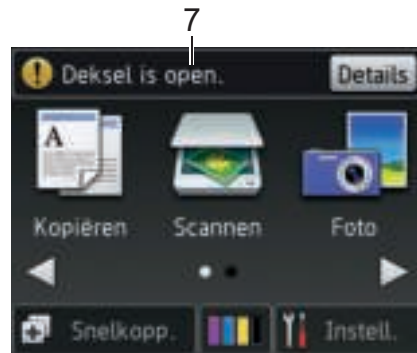 7
Deksel is open. Details
A
Kopiëren Scannen Foto
Snelkopp. Instell.